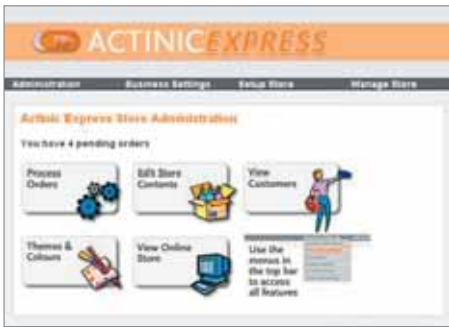 ACTINICEXPRESS
Administration Business Settings Setup Store Manage Store
Actinic Express Store Administration
You have 4 pending orders
Process Orders
Edit Store Contents
View Customers
Themes & Colours
View Online Store
Use the
menus in
the top bar
to access
all features